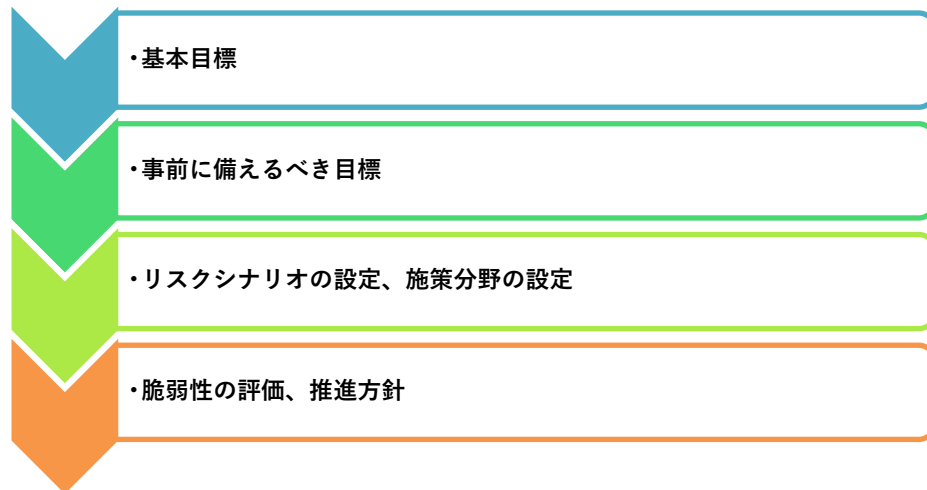 ・基本目標
・事前に備えるべき目標
・リスクシナリオの設定、施策分野の設定
・脆弱性の評価、推進方針